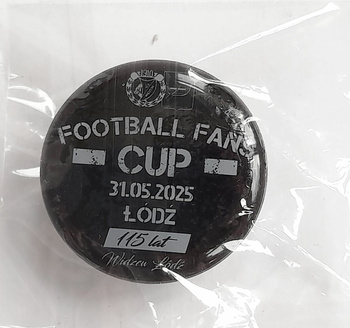 FOOTBALL FANS
CUP
31.05.2025
ŁÓDŹ
115 lat
Widzew Łódź